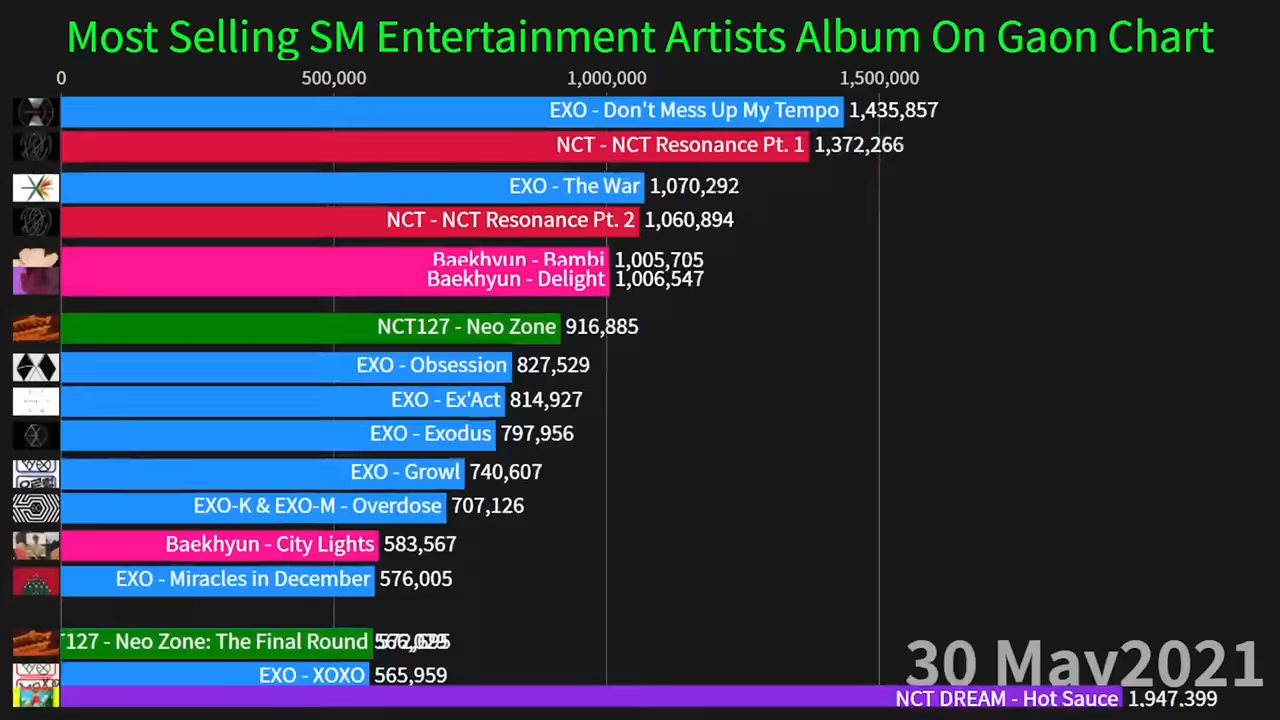 Most Selling SM Entertainment Artists Album On Gaon Chart
0 500,000 1,000,000 1,500,000
EXO - Don't Mess Up My Tempo 1,435,857
NCT - NCT Resonance Pt. 1 1,372,266
EXO - The War 1,070,292
NCT - NCT Resonance Pt. 2 1,060,894
Baekhyun - Bambi 1,005,705
Baekhyun - Delight 1,006,547
NCT127 - Neo Zone 916,885
EXO - Obsession 827,529
EXO - Ex'Act 814,927
EXO - Exodus 797,956
EXO - Growl 740,607
EXO-K & EXO-M - Overdose 707,126
Baekhyun - City Lights 583,567
EXO - Miracles in December 576,005
T127 - Neo Zone: The Final Round
EXO - XOXO 565,959
30 May2021
NCT DREAM - Hot Sauce 1,947,399